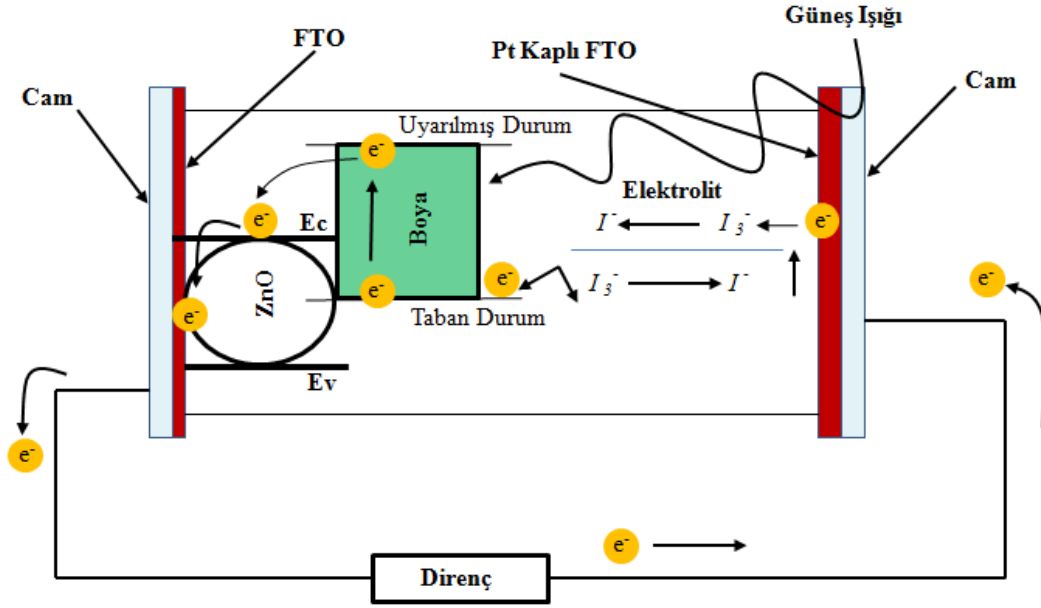 Güneş Işığı
FTO
Pt Kaplı FTO
Cam
Cam
Uyarılmış Durum
e-
e-
Elektrolit
e-
Ec
Boya
I- I3- e-
ZnO
e-
e-
I3- I-
e-
e-
Taban Durum
Ev
e-
e-
Direnç